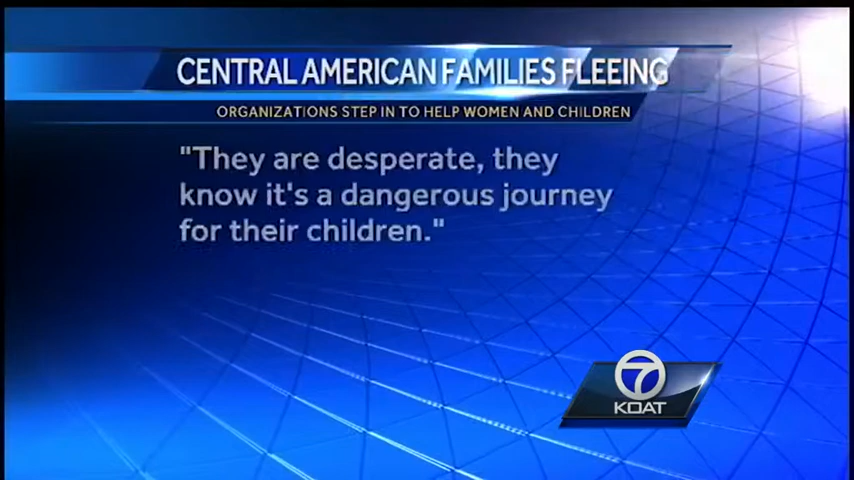 CENTRAL AMERICAN FAMILIES FLEEING
ORGANIZATIONS STEP IN TO HELP WOMEN AND CHILDREN
"They are desperate, they
know it's a dangerous journey
for their children."
7
KOAT